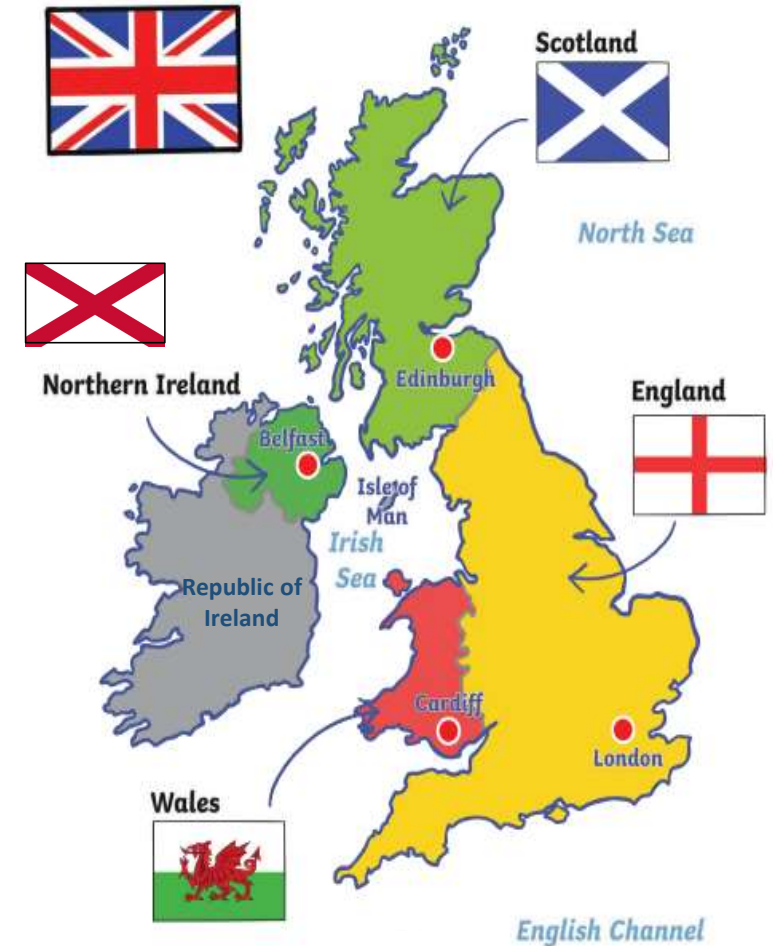 Scotland
North Sea
Northern Ireland
Edinburgh
England
Belfast
Isle of
Man
Irish
Sea
Republic of
Ireland
Cardiff
London
Wales
English Channel